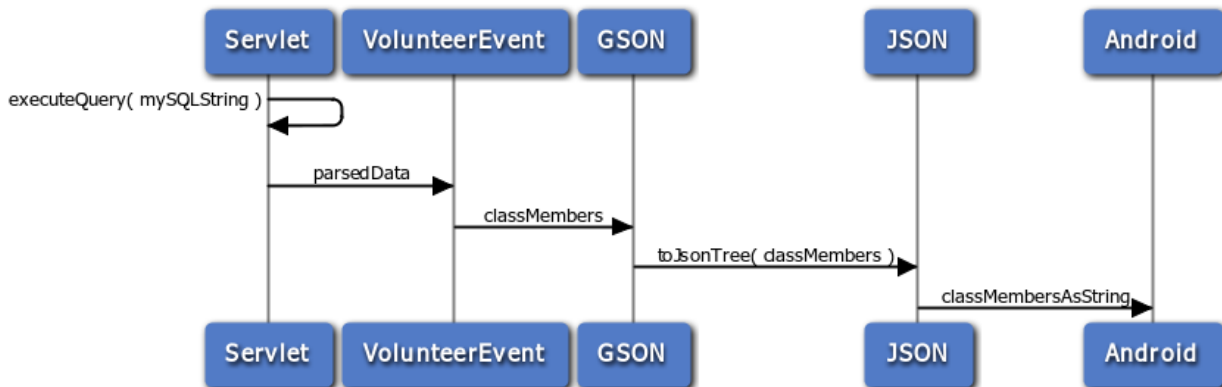 Servlet VolunteerEvent GSON JSON Android
executeQuery( mySQLString )
parsedData
classMembers
toJsonTree( classMembers )
classMembersAsString
Servlet VolunteerEvent GSON JSON Android